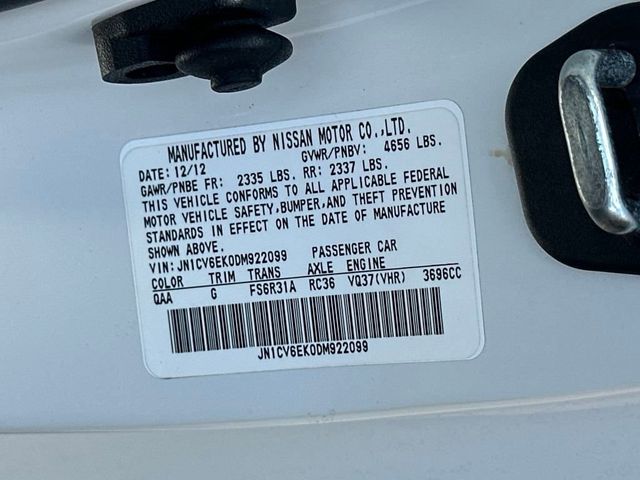 MANUFACTURED BY NISSAN MOTOR CO.,LTD.
DATE: 12/12 GVWR/PNBV: 4656 LBS.
GAWR/PNBE FR: 2335 LBS. RR: 2337 LBS.
THIS VEHICLE CONFORMS TO ALL APPLICABLE FEDERAL
MOTOR VEHICLE SAFETY,BUMPER,AND THEFT PREVENTION
STANDARDS IN EFFECT ON THE DATE OF MANUFACTURE
SHOWN ABOVE.
VIN: JN1CV6EK0DM922099 PASSENGER CAR
COLOR TRIM TRANS AXLE ENGINE
QAA G FS6R31A RC36 VQ37(VHR) 3696CC
JN1CV6EK0DM922099